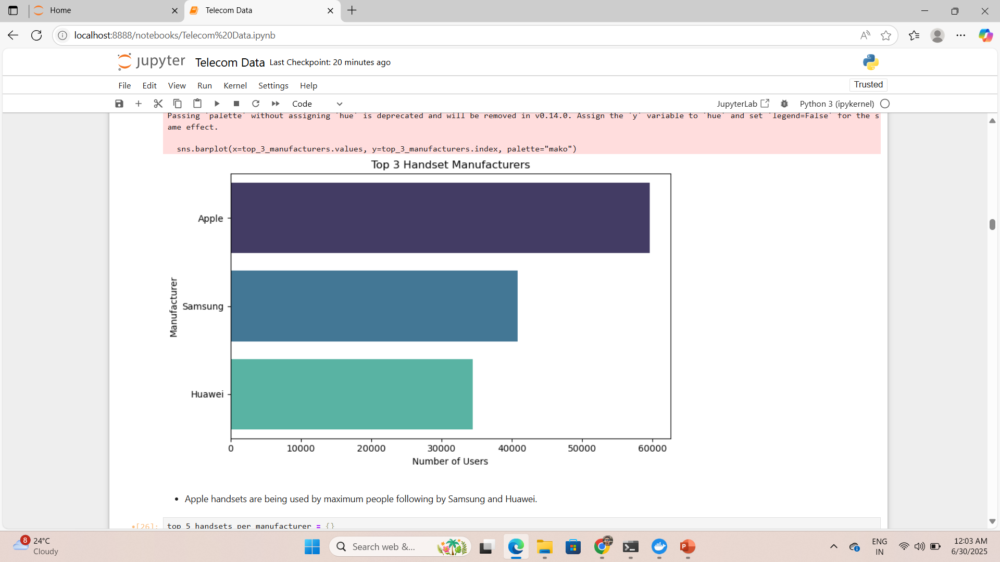 Home
Telecom Data
localhost:8888/notebooks/Telecom%20Data.ipynb
jupyter Telecom Data Last Checkpoint: 20 minutes ago
File Edit View Run Kernel Settings Help Trusted
Code JupyterLab Python 3 (ipykernel)
Passing `palette` without assigning `hue` is deprecated and will be removed in v0.14.0. Assign the `y` variable to `hue` and set `legend=False` for the s
ame effect.
sns.barplot(x=top_3_manufacturers.values, y=top_3_manufacturers.index, palette="mako")
Top 3 Handset Manufacturers
Apple
Samsung
Huawei
Manufacturer
0 10000 20000 30000 40000 50000 60000
Number of Users
• Apple handsets are being used by maximum people following by Samsung and Huawei.
•[26]: top_5_handsets_per_manufacturer = {}
8 24°C
Cloudy
Search web &...
ENG
IN
12:03 AM
6/30/2025